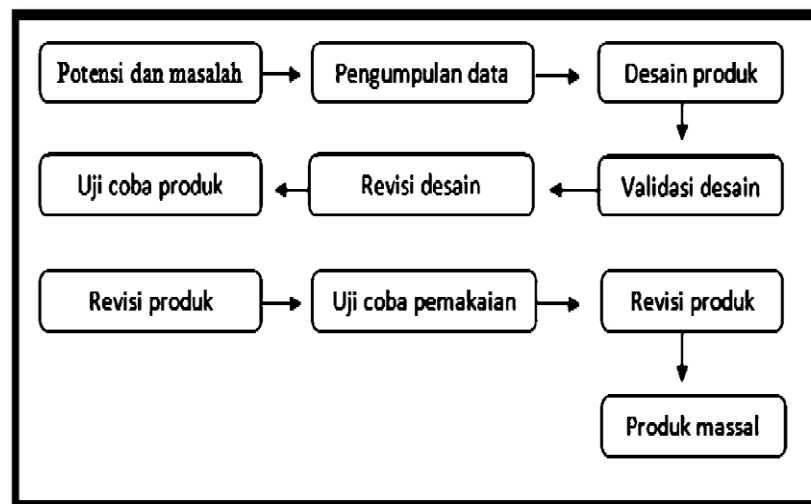 Potensi dan masalah
Pengumpulan data
Desain produk
Validasi desain
Revisi desain
Uji coba produk
Revisi produk
Uji coba pemakaian
Revisi produk
Produk massal